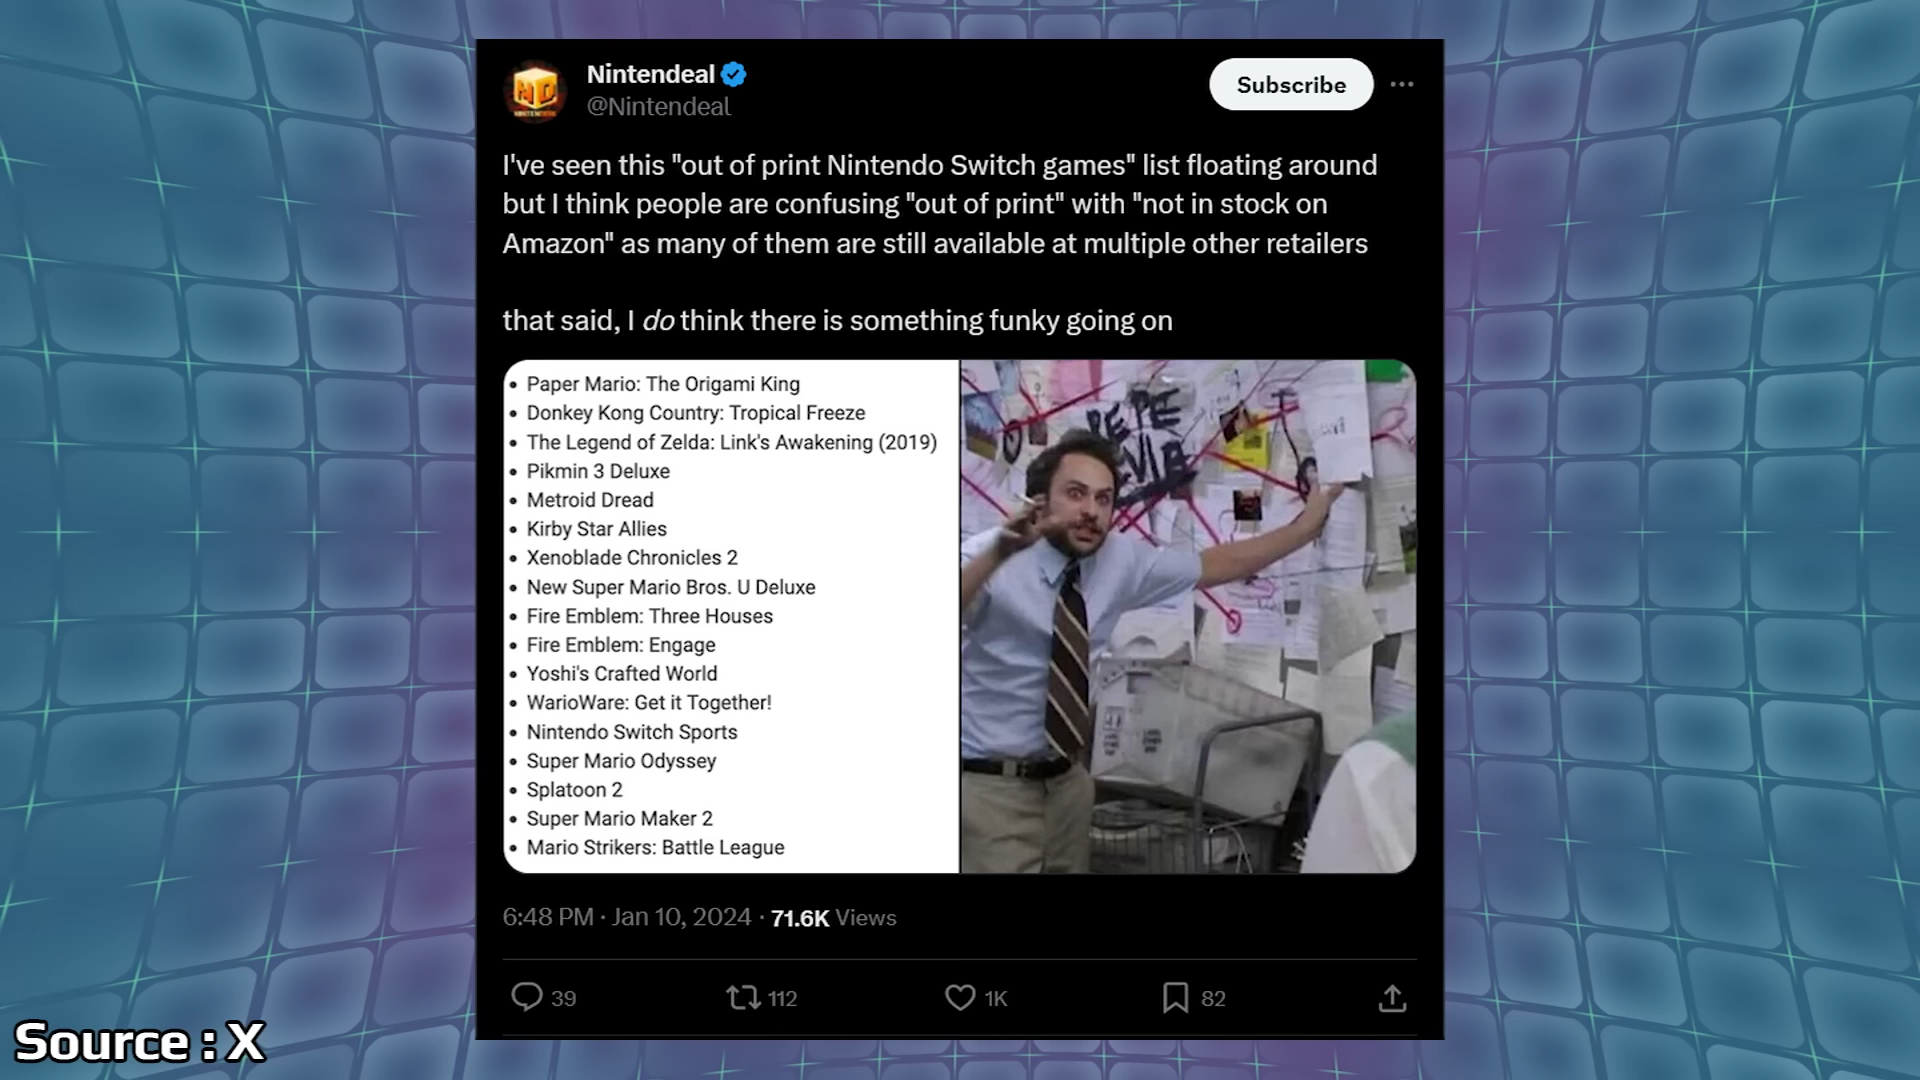 Nintendeal
@Nintendeal
Subscribe
I've seen this "out of print Nintendo Switch games" list floating around
but I think people are confusing "out of print" with "not in stock on
Amazon" as many of them are still available at multiple other retailers
that said, I do think there is something funky going on
• Paper Mario: The Origami King
• Donkey Kong Country: Tropical Freeze
• The Legend of Zelda: Link's Awakening (2019)
• Pikmin 3 Deluxe
• Metroid Dread
• Kirby Star Allies
• Xenoblade Chronicles 2
• New Super Mario Bros. U Deluxe
• Fire Emblem: Three Houses
• Fire Emblem: Engage
• Yoshi's Crafted World
• WarioWare: Get it Together!
• Nintendo Switch Sports
• Super Mario Odyssey
• Splatoon 2
• Super Mario Maker 2
• Mario Strikers: Battle League
PEPE
6:48 PM · Jan 10, 2024 · 71.6K Views
39 112 1K 82
Source : X